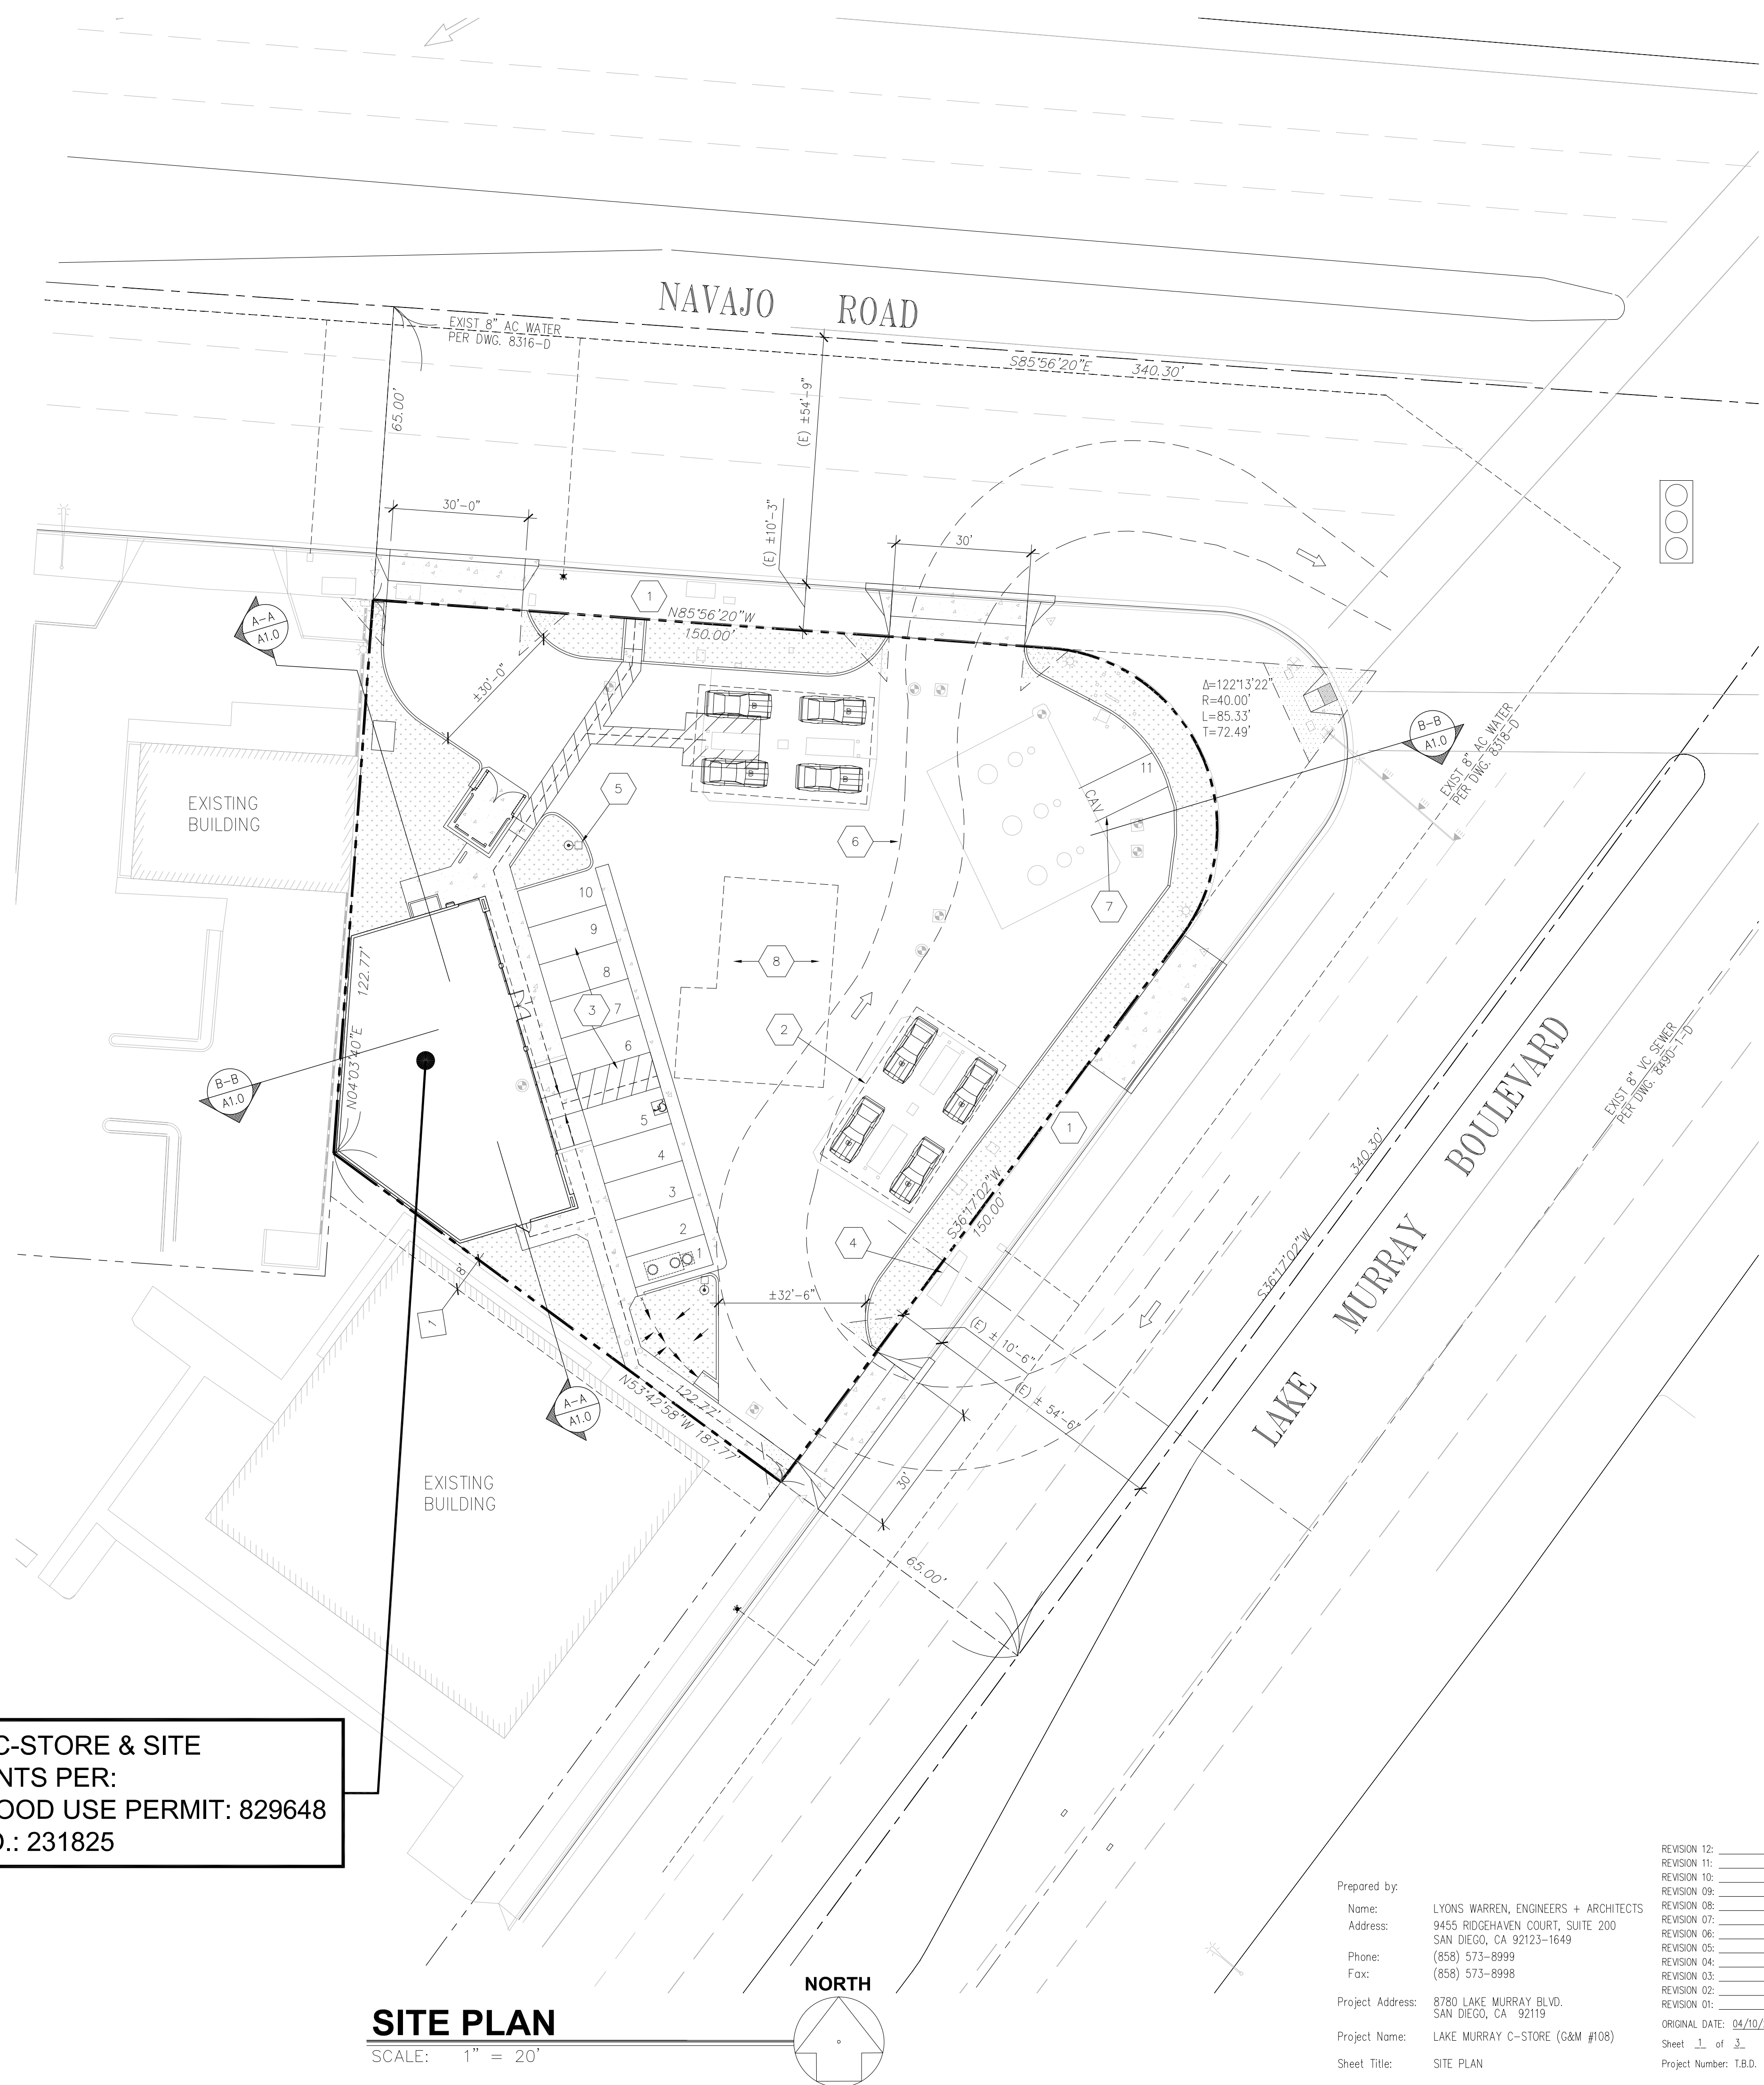 NAVAJO ROAD
EXIST 8" AC WATER
PER DWG. 8316-D
S85°56'20"E 340.30'
65.00'
(E) ±54'-9"
30'-0"
(E) ±10'-3"
30'
1
N85°56'20"W
150.00'
A-A
A1.0
±30'-0"
Δ=122°13'22"
R=40.00'
L=85.33'
T=72.49'
B-B
A1.0
EXIST 8" AC WATER
PER DWG. 8318-D
B
B
B
B
11
CAV
EXISTING
BUILDING
5
6
7
10
9
8
7
6
5
4
3
2
1
8
3
2
122.77'
N04°03'40"E
B-B
A1.0
1
4
S36°17'02"W
150.00'
340.30'
S36°17'02"W
LAKE MURRAY BOULEVARD
EXIST 8" VC SEWER
PER DWG. 8490-1-D
8'
1
±32'-6"
(E) ± 10'-6"
(E) ± 54'-6"
30'
A-A
A1.0
122.77'
N53°42'58"W 187.77'
65.00'
EXISTING
BUILDING
C-STORE & SITE
NTS PER:
OOD USE PERMIT: 829648
O.: 231825
SITE PLAN
SCALE: 1" = 20'
NORTH
Prepared by:
Name: LYONS WARREN, ENGINEERS + ARCHITECTS
Address: 9455 RIDGEHAVEN COURT, SUITE 200
SAN DIEGO, CA 92123-1649
Phone: (858) 573-8999
Fax: (858) 573-8998
Project Address: 8780 LAKE MURRAY BLVD.
SAN DIEGO, CA 92119
Project Name: LAKE MURRAY C-STORE (G&M #108)
Sheet Title: SITE PLAN
REVISION 12:
REVISION 11:
REVISION 10:
REVISION 09:
REVISION 08:
REVISION 07:
REVISION 06:
REVISION 05:
REVISION 04:
REVISION 03:
REVISION 02:
REVISION 01:
ORIGINAL DATE: 04/10/
Sheet 1 of 3
Project Number: T.B.D.